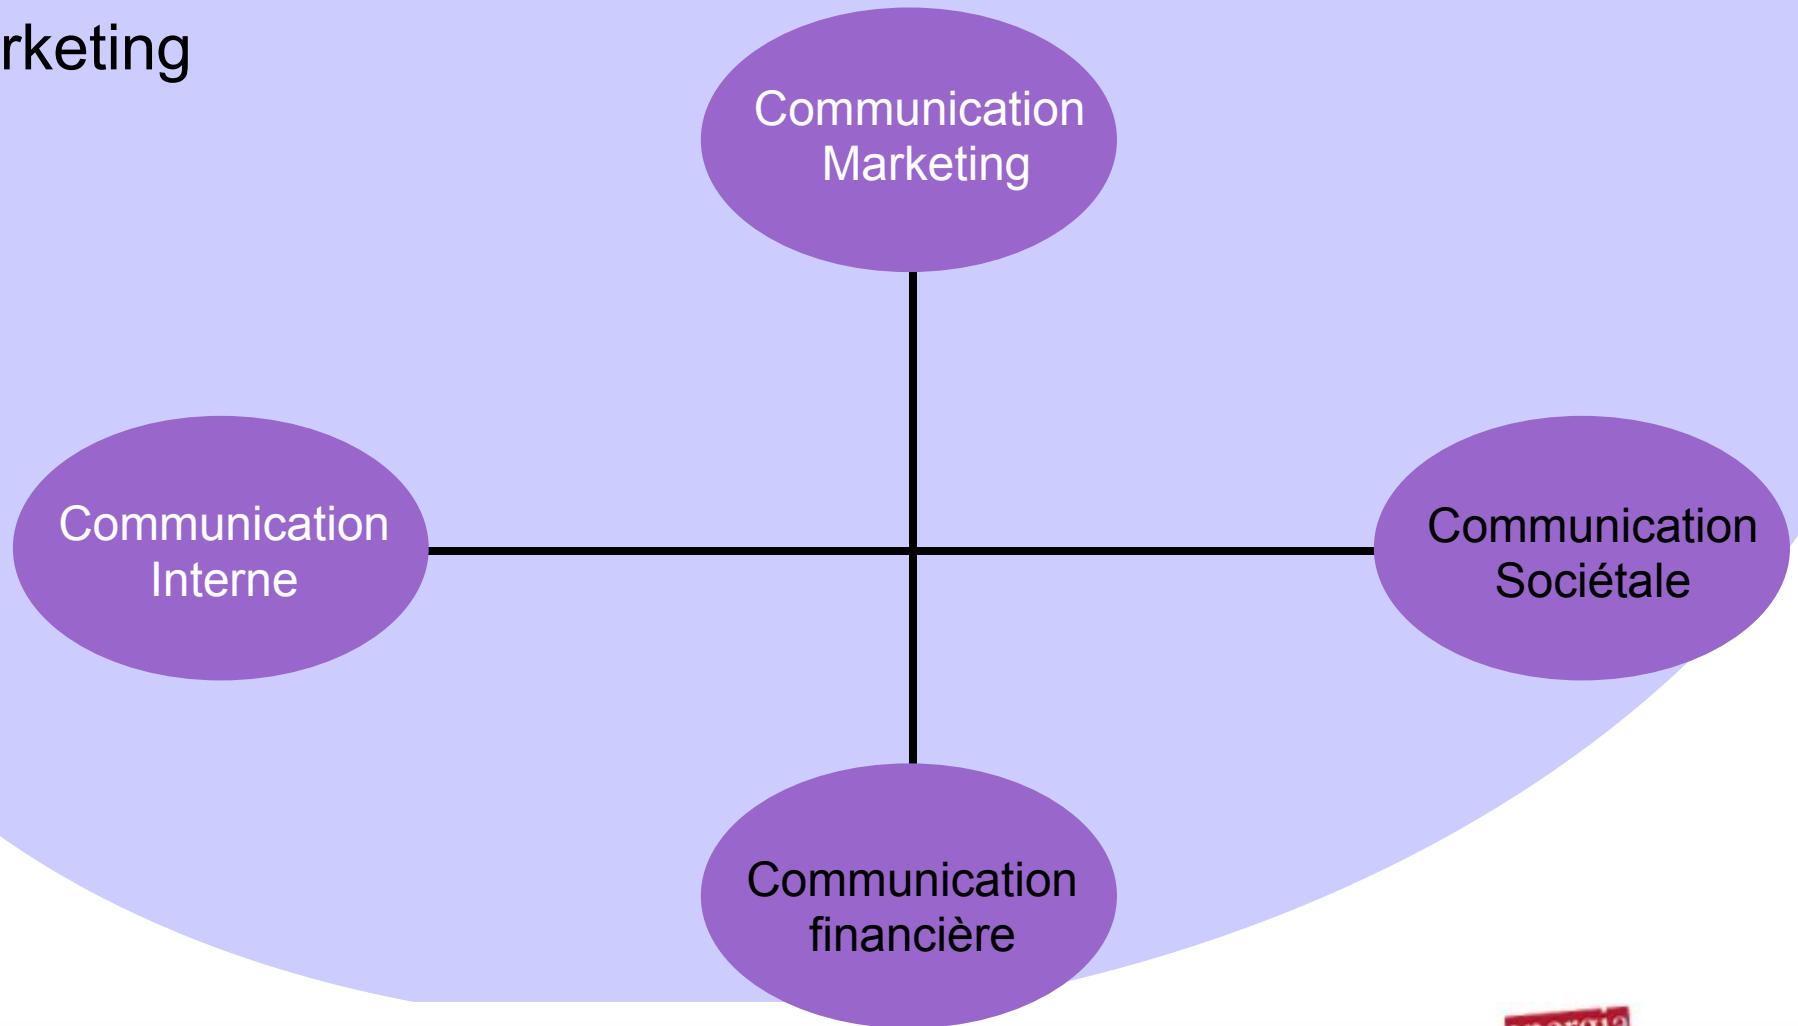 rketing
Communication
Marketing
Communication
Interne
Communication
Sociétale
Communication
financière